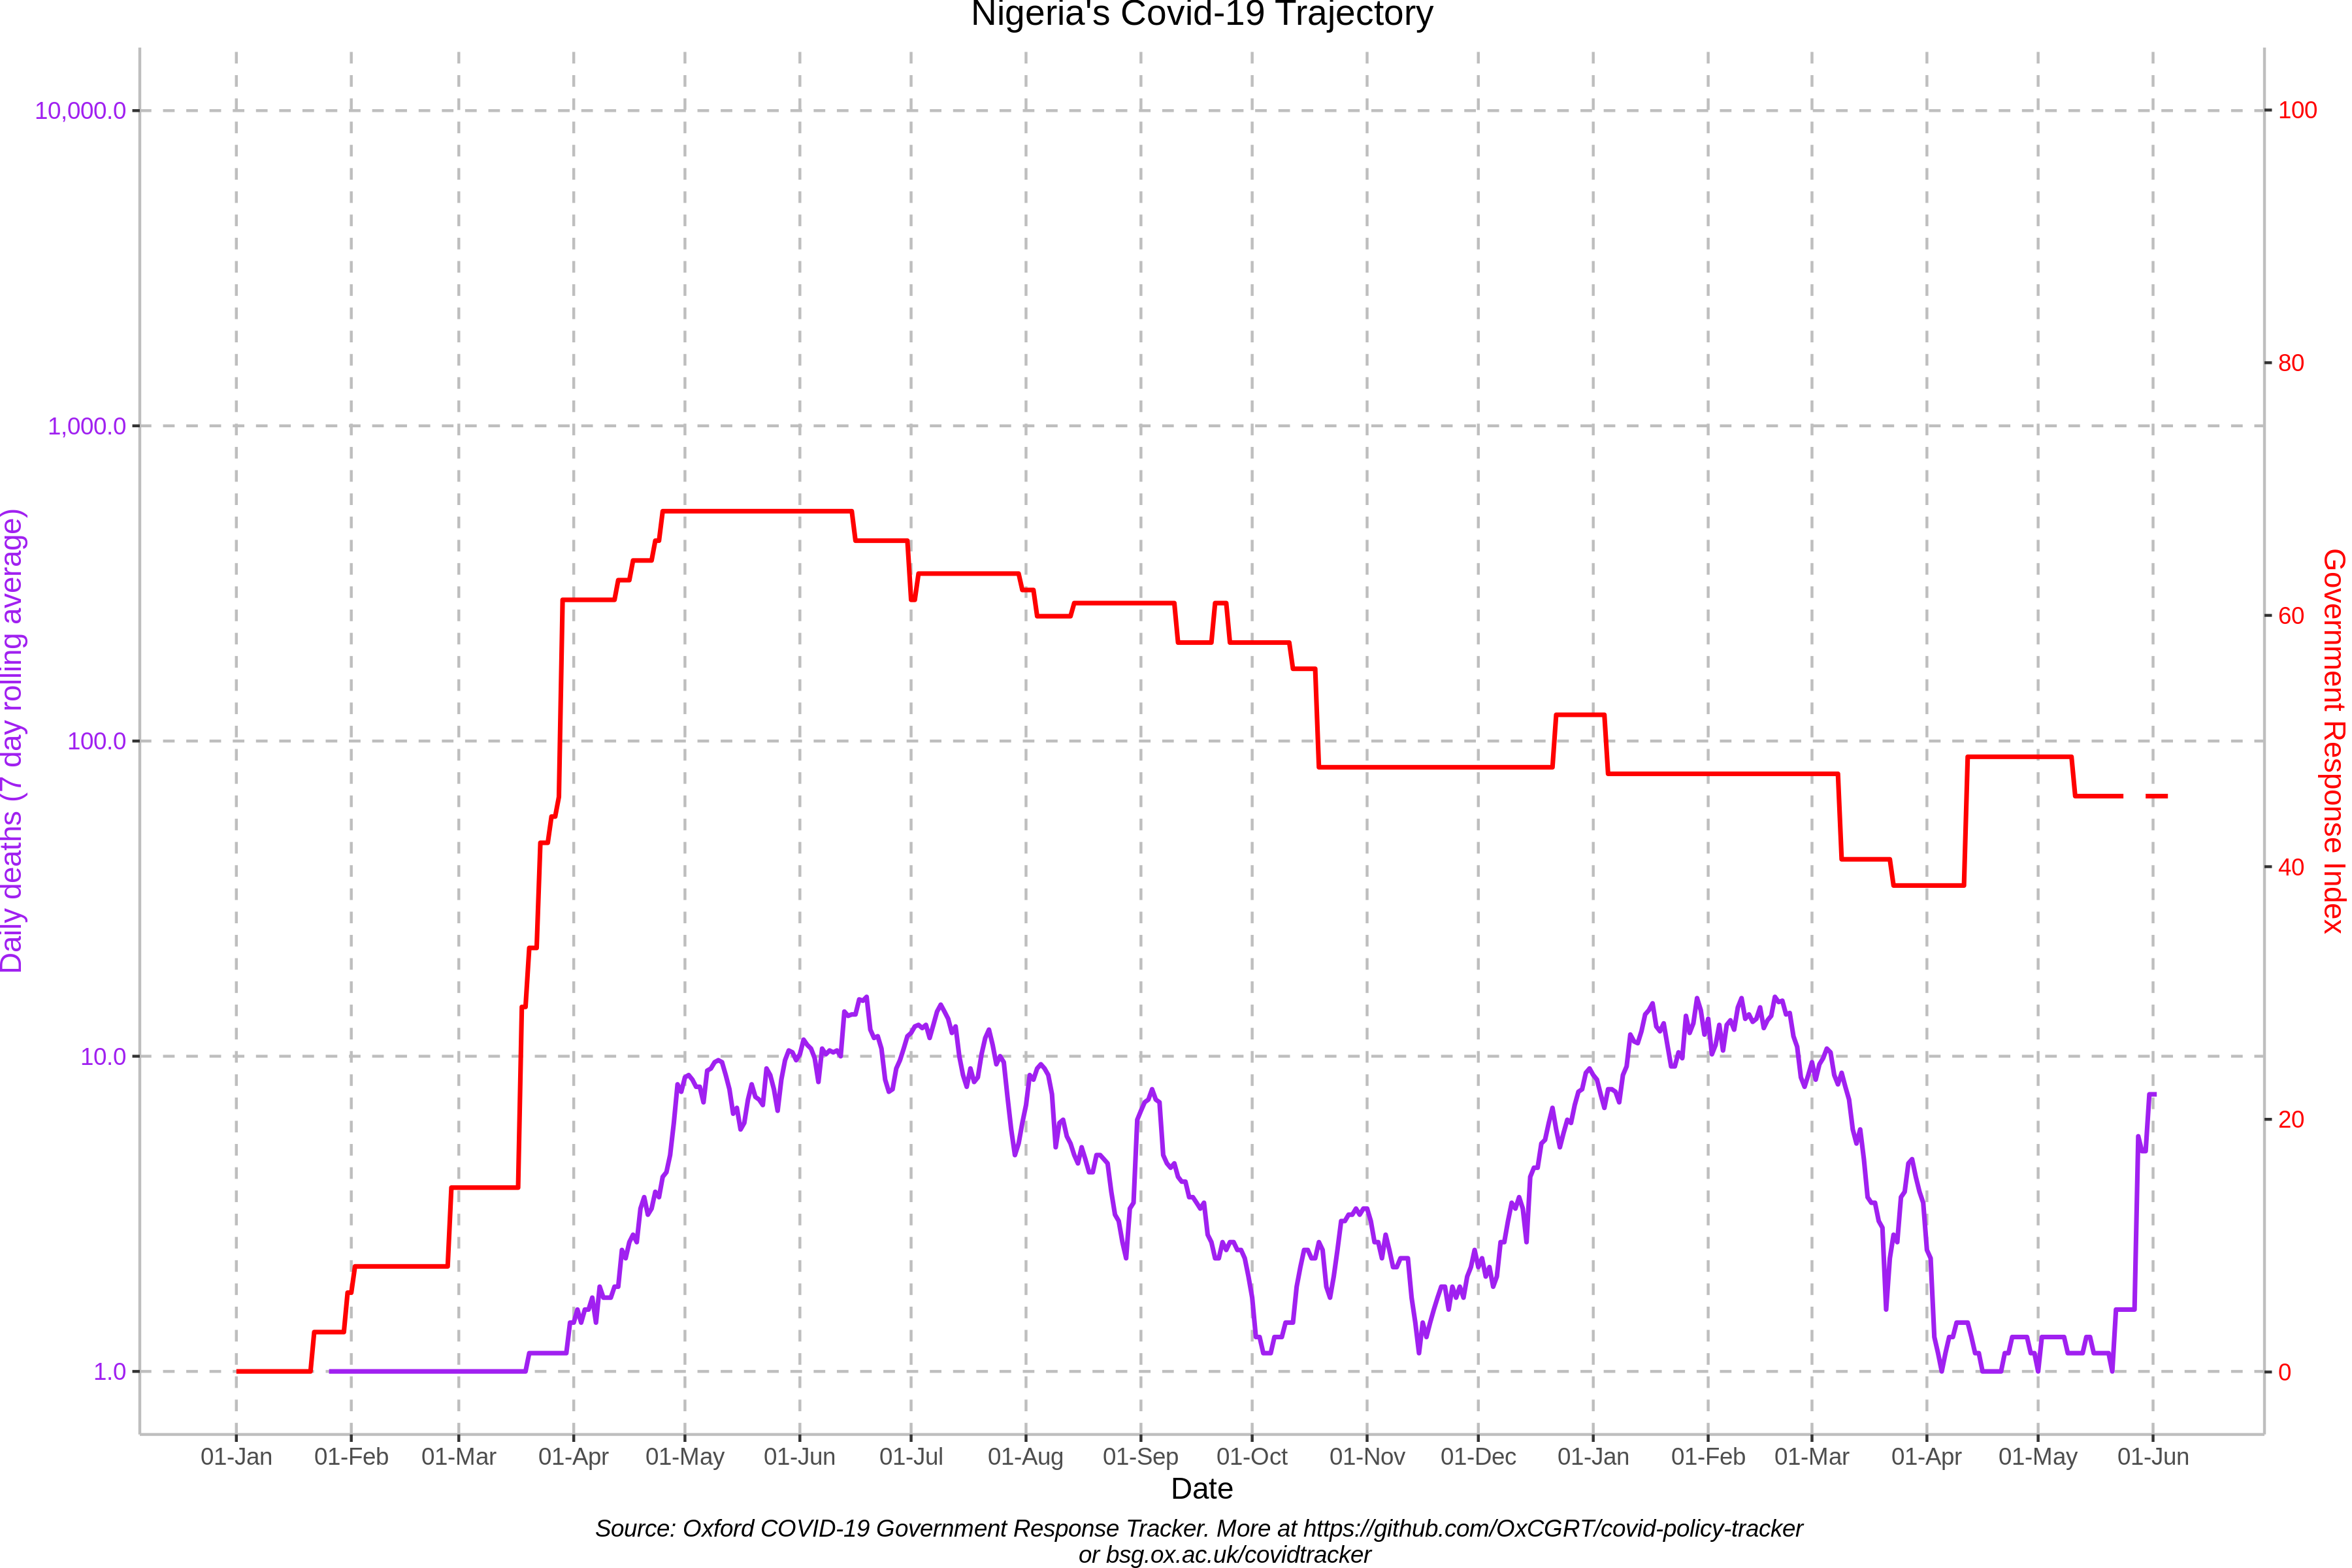 Nigeria's Covid-19 Trajectory
10,000.0
1,000.0
100.0
10.0
1.0
Daily deaths (7 day rolling average)
100
80
60
40
20
0
Government Response Index
01-Jan 01-Feb 01-Mar 01-Apr 01-May 01-Jun 01-Jul 01-Aug 01-Sep 01-Oct 01-Nov 01-Dec 01-Jan 01-Feb 01-Mar 01-Apr 01-May 01-Jun
Date
Source: Oxford COVID-19 Government Response Tracker. More at https://github.com/OxCGRT/covid-policy-tracker
or bsg.ox.ac.uk/covidtracker